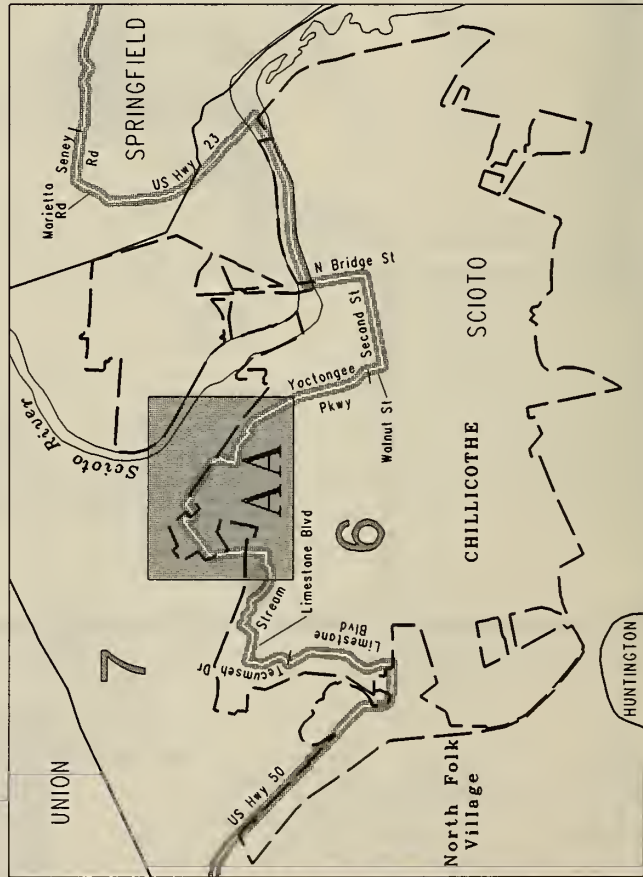 UNION
7
SPRINGFIELD
Marietta
Rd
Seney
Rd
US Hwy 23
Scioto River
N Bridge St
Second St
Walnut St
Yoctongee
Pkwy
AA
6
Limestone Blvd
Stream
Tecumseh Dr
Limestone
Blvd
US Hwy 50
North Folk
Village
CHILLICOTHE
SCIOTO
HUNTINGTON